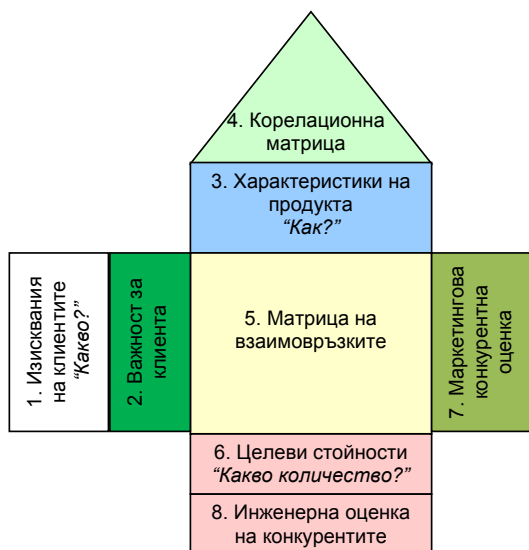 4. Корелационна
матрица
3. Характеристики на
продукта
“Как?”
1. Изисквания
на клиентите
“Какво?”
2. Важност за
клиента
5. Матрица на
взаимовръзките
7. Маркетингова
конкурентна
оценка
6. Целеви стойности
“Какво количество?”
8. Инженерна оценка
на конкурентите